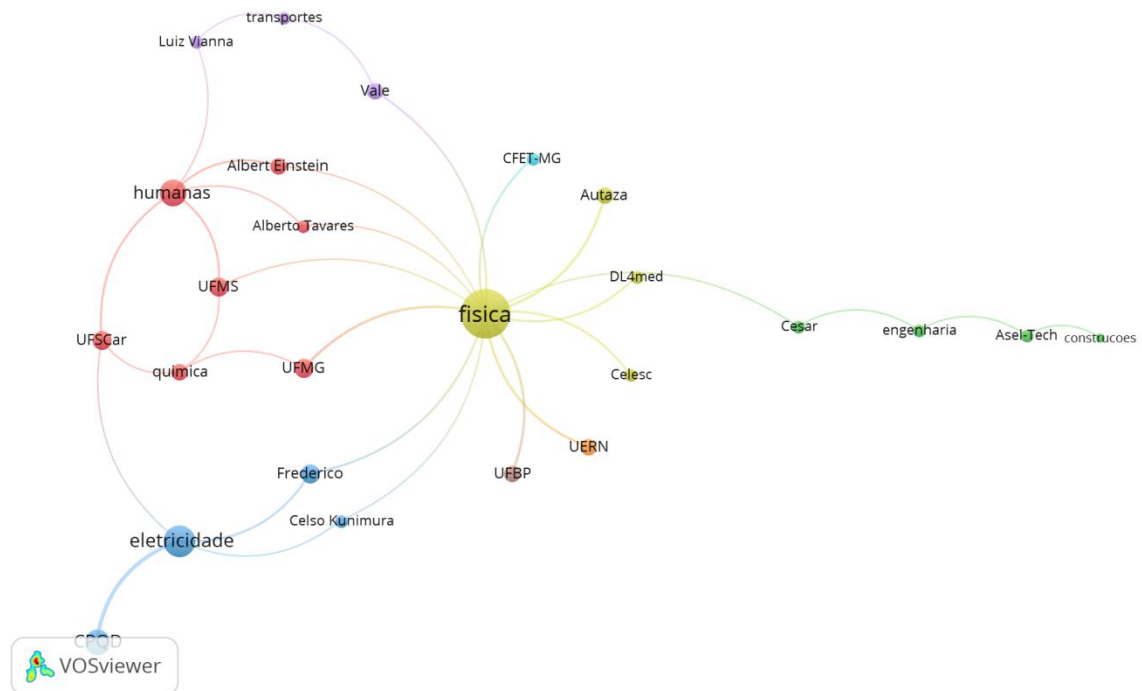 transportes
Luiz Vianna
Vale
CFET-MG
Albert Einstein
humanas
Autaza
Alberto Tavares
DL4med
UFMS
fisica
Cesar
engenharia
Asel-Tech
construcoes
UFSCar
quimica
UFMG
Celesc
UERN
Frederico
UFBP
Celso Kunimura
eletricidade
CPQD
VOSviewer